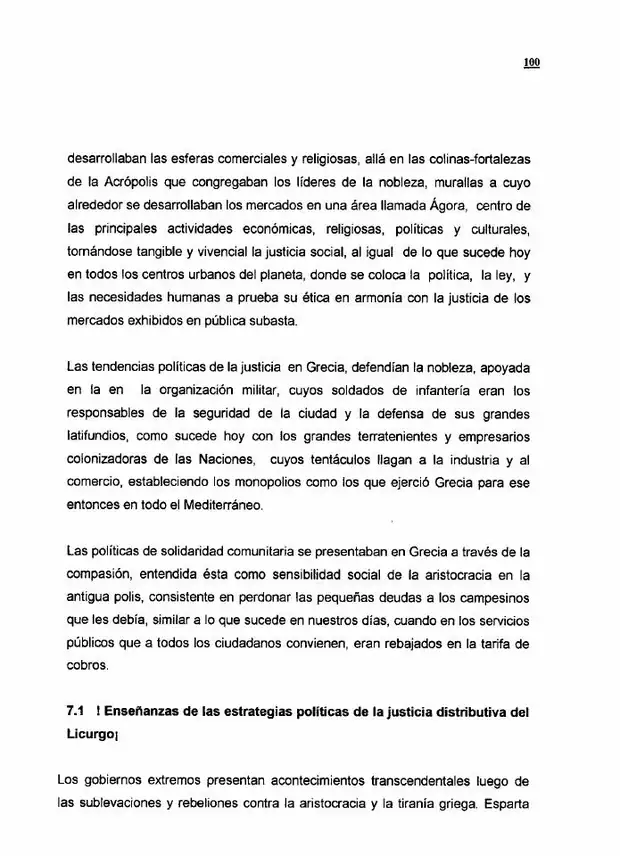 100
desarrollaban las esferas comerciales y religiosas, allá en las colinas-fortalezas
de la Acrópolis que congregaban los líderes de la nobleza, murallas a cuyo
alrededor se desarrollaban los mercados en una área llamada Ágora, centro de
las principales actividades económicas, religiosas, políticas y culturales,
tornándose tangible y vivencial la justicia social, al igual de lo que sucede hoy
en todos los centros urbanos del planeta, donde se coloca la política, la ley, y
las necesidades humanas a prueba su ética en armonía con la justicia de los
mercados exhibidos en pública subasta.
Las tendencias políticas de la justicia en Grecia, defendían la nobleza, apoyada
en la en la organización militar, cuyos soldados de infantería eran los
responsables de la seguridad de la ciudad y la defensa de sus grandes
latifundios, como sucede hoy con los grandes terratenientes y empresarios
colonizadoras de las Naciones, cuyos tentáculos llagan a la industria y al
comercio, estableciendo los monopolios como los que ejerció Grecia para ese
entonces en todo el Mediterráneo.
Las políticas de solidaridad comunitaria se presentaban en Grecia a través de la
compasión, entendida ésta como sensibilidad social de la aristocracia en la
antigua polis, consistente en perdonar las pequeñas deudas a los campesinos
que les debía, similar a lo que sucede en nuestros días, cuando en los servicios
públicos que a todos los ciudadanos convienen, eran rebajados en la tarifa de
cobros.
7.1 ! Enseñanzas de las estrategias políticas de la justicia distributiva del
Licurgo¡
Los gobiernos extremos presentan acontecimientos transcendentales luego de
las sublevaciones y rebeliones contra la aristocracia y la tiranía griega. Esparta